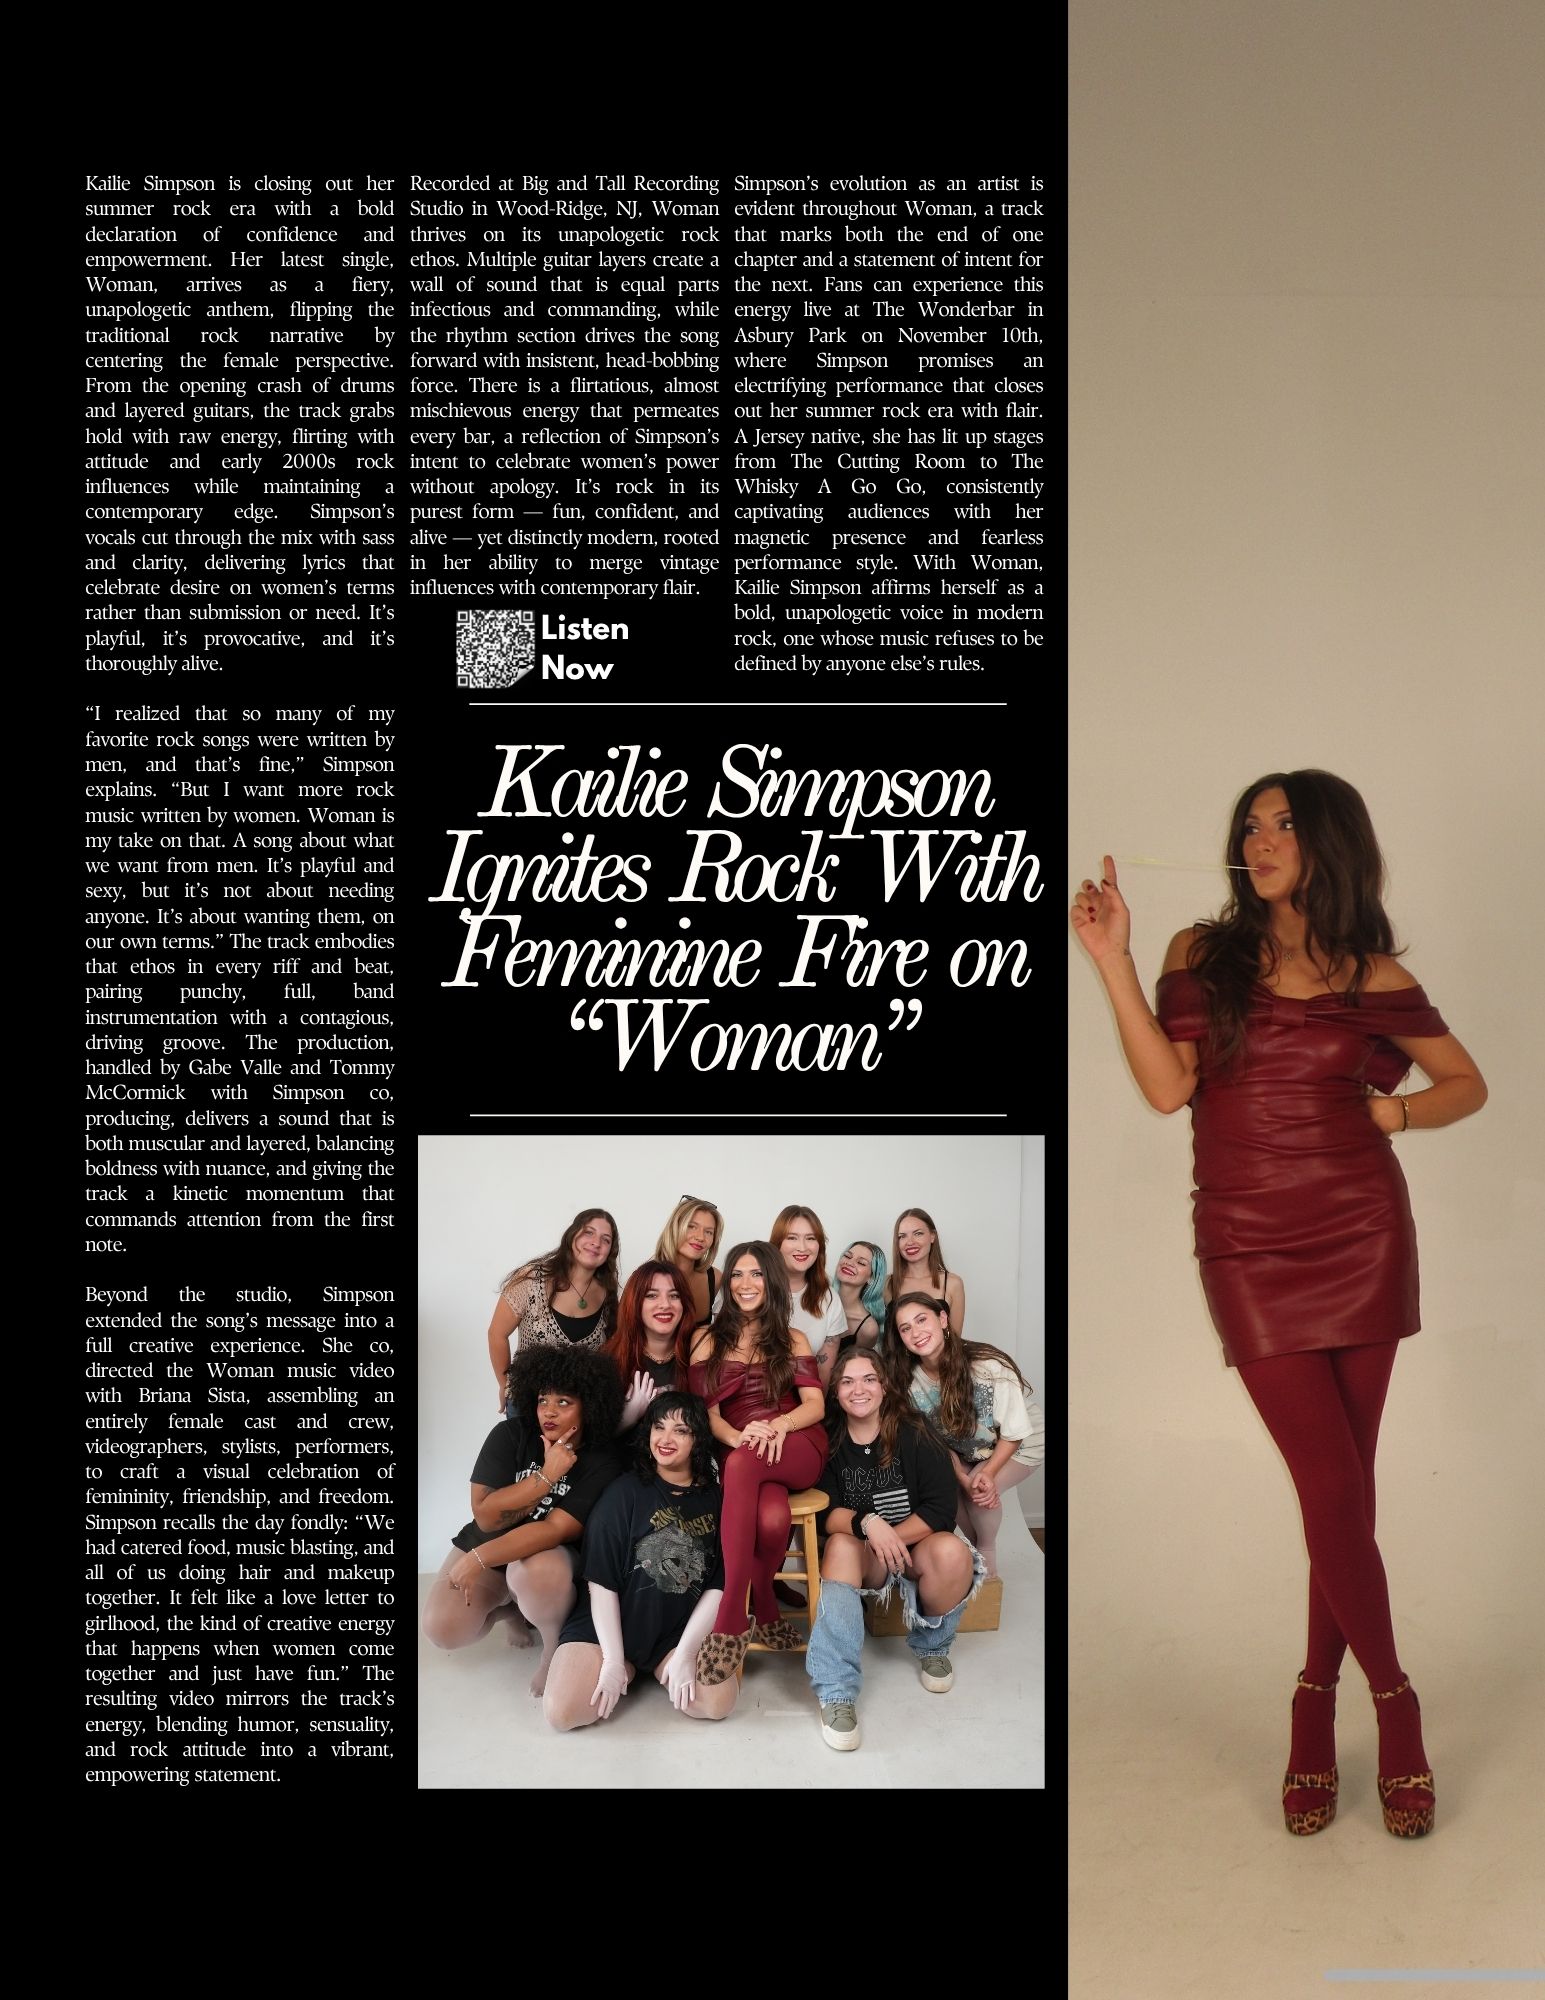 Kailie Simpson is closing out her
summer rock era with a bold
declaration of confidence and
empowerment. Her latest single,
Woman, arrives as a fiery,
unapologetic anthem, flipping the
traditional rock narrative by
centering the female perspective.
From the opening crash of drums
and layered guitars, the track grabs
hold with raw energy, flirting with
attitude and early 2000s rock
influences while maintaining a
contemporary edge. Simpson’s
vocals cut through the mix with sass
and clarity, delivering lyrics that
celebrate desire on women’s terms
rather than submission or need. It’s
playful, it’s provocative, and it’s
thoroughly alive.
“I realized that so many of my
favorite rock songs were written by
men, and that’s fine,” Simpson
explains. “But I want more rock
music written by women. Woman is
my take on that. A song about what
we want from men. It’s playful and
sexy, but it’s not about needing
anyone. It’s about wanting them, on
our own terms.” The track embodies
that ethos in every riff and beat,
pairing punchy, full, band
instrumentation with a contagious,
driving groove. The production,
handled by Gabe Valle and Tommy
McCormick with Simpson co,
producing, delivers a sound that is
both muscular and layered, balancing
boldness with nuance, and giving the
track a kinetic momentum that
commands attention from the first
note.
Beyond the studio, Simpson
extended the song’s message into a
full creative experience. She co,
directed the Woman music video
with Briana Sista, assembling an
entirely female cast and crew,
videographers, stylists, performers,
to craft a visual celebration of
femininity, friendship, and freedom.
Simpson recalls the day fondly: “We
had catered food, music blasting, and
all of us doing hair and makeup
together. It felt like a love letter to
girlhood, the kind of creative energy
that happens when women come
together and just have fun.” The
resulting video mirrors the track’s
energy, blending humor, sensuality,
and rock attitude into a vibrant,
empowering statement.
Recorded at Big and Tall Recording
Studio in Wood-Ridge, NJ, Woman
thrives on its unapologetic rock
ethos. Multiple guitar layers create a
wall of sound that is equal parts
infectious and commanding, while
the rhythm section drives the song
forward with insistent, head-bobbing
force. There is a flirtatious, almost
mischievous energy that permeates
every bar, a reflection of Simpson’s
intent to celebrate women’s power
without apology. It’s rock in its
purest form — fun, confident, and
alive — yet distinctly modern, rooted
in her ability to merge vintage
influences with contemporary flair.
Listen
Now
Simpson’s evolution as an artist is
evident throughout Woman, a track
that marks both the end of one
chapter and a statement of intent for
the next. Fans can experience this
energy live at The Wonderbar in
Asbury Park on November 10th,
where Simpson promises an
electrifying performance that closes
out her summer rock era with flair.
A Jersey native, she has lit up stages
from The Cutting Room to The
Whisky A Go Go, consistently
captivating audiences with her
magnetic presence and fearless
performance style. With Woman,
Kailie Simpson affirms herself as a
bold, unapologetic voice in modern
rock, one whose music refuses to be
defined by anyone else’s rules.
Kailie Simpson
Ignites Rock With
Feminine Fire on
“Woman”
AC/DC